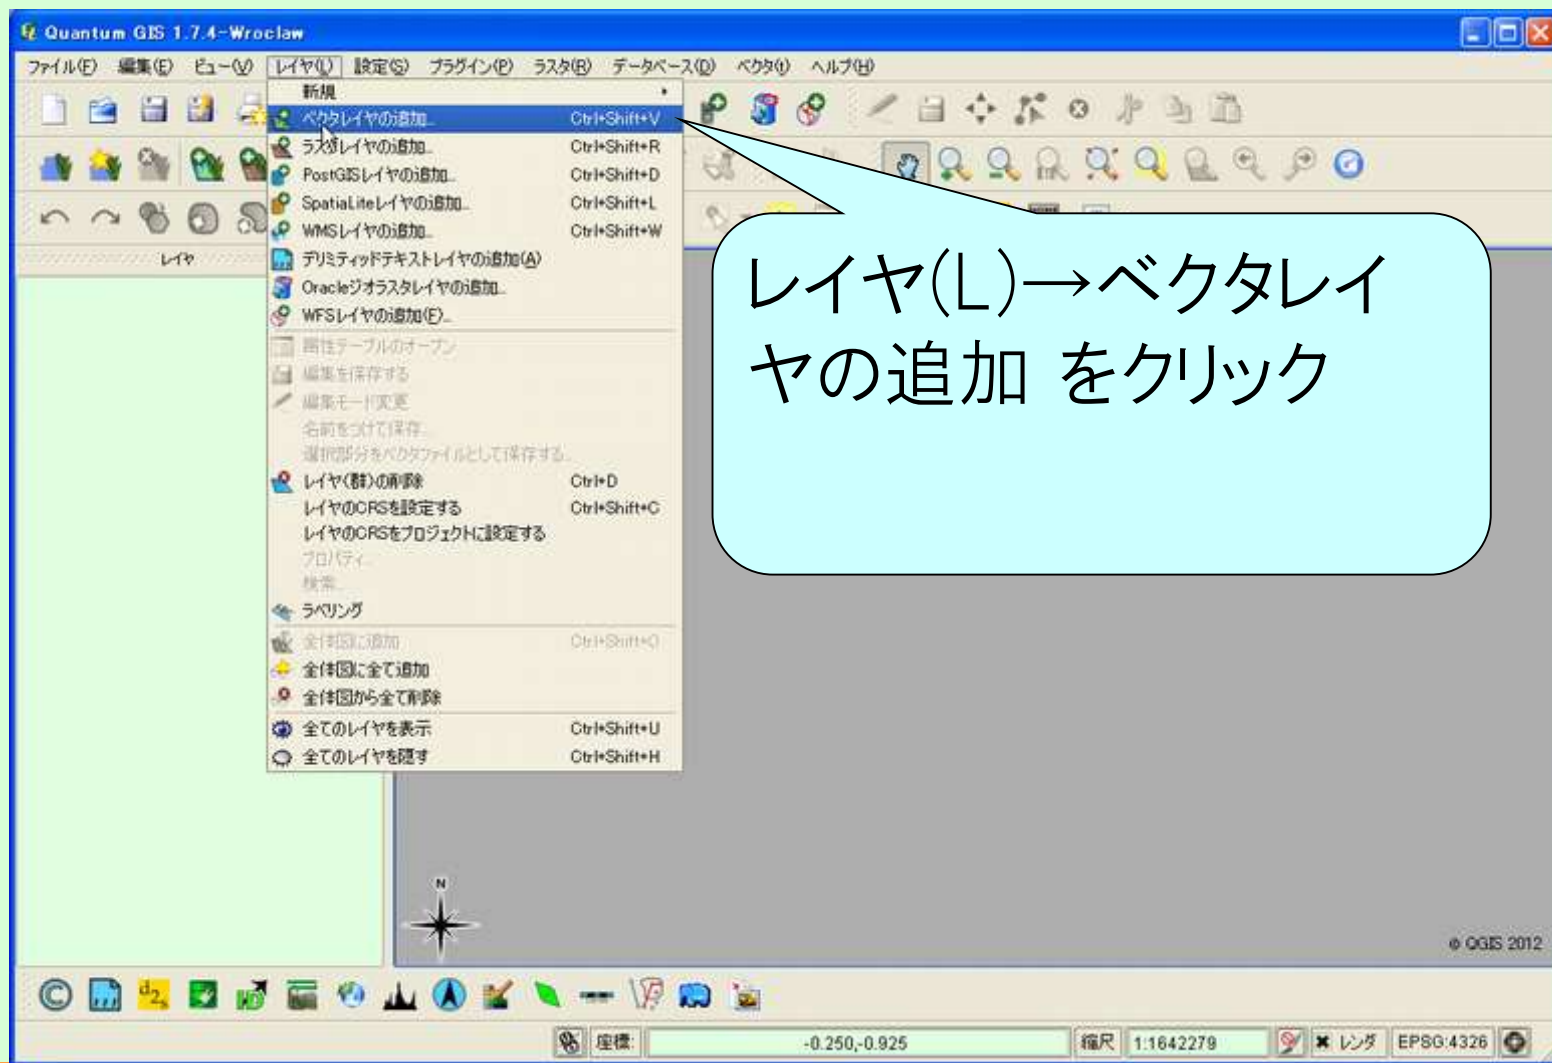 Quantum GIS 1.7.4-Wroclaw
ファイル(F) 編集(E) ビュー(V) レイヤ(L) 設定(S) プラグイン(P) ラスタ(R) データベース(D) ベクタ(t) ヘルプ(H)
新規
ベクタレイヤの追加... Ctrl+Shift+V
ラスタレイヤの追加... Ctrl+Shift+R
PostGISレイヤの追加... Ctrl+Shift+D
SpatiaLiteレイヤの追加... Ctrl+Shift+L
WMSレイヤの追加... Ctrl+Shift+W
デリミティッドテキストレイヤの追加(A)
Oracleジオラスタレイヤの追加...
WFSレイヤの追加(F)...
属性テーブルのオープン
編集を保存する
編集モード変更
名前をつけて保存...
選択部分をベクタファイルとして保存する...
レイヤ(群)の削除 Ctrl+D
レイヤのCRSを設定する Ctrl+Shift+C
レイヤのCRSをプロジェクトに設定する
プロパティ...
検索...
ラベリング
全体図に追加 Ctrl+Shift+O
全体図に全て追加
全体図から全て削除
全てのレイヤを表示 Ctrl+Shift+U
全てのレイヤを隠す Ctrl+Shift+H
レイヤ
レイヤ(L)→ベクタレイ
ヤの追加 をクリック
N
© QGIS 2012
座標: -0.250,-0.925 縮尺 1:1642279 レンダ EPSG:4326